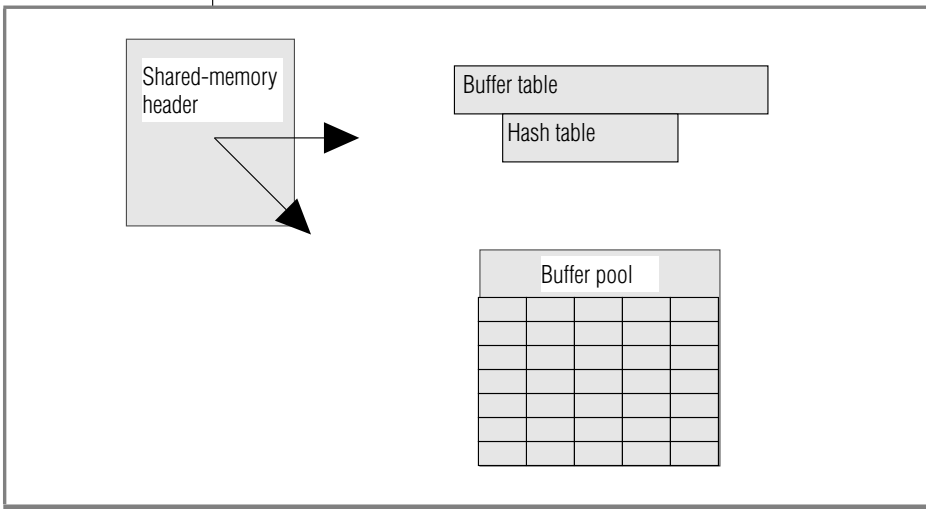 Shared-memory
header
Buffer table
Hash table
Buffer pool